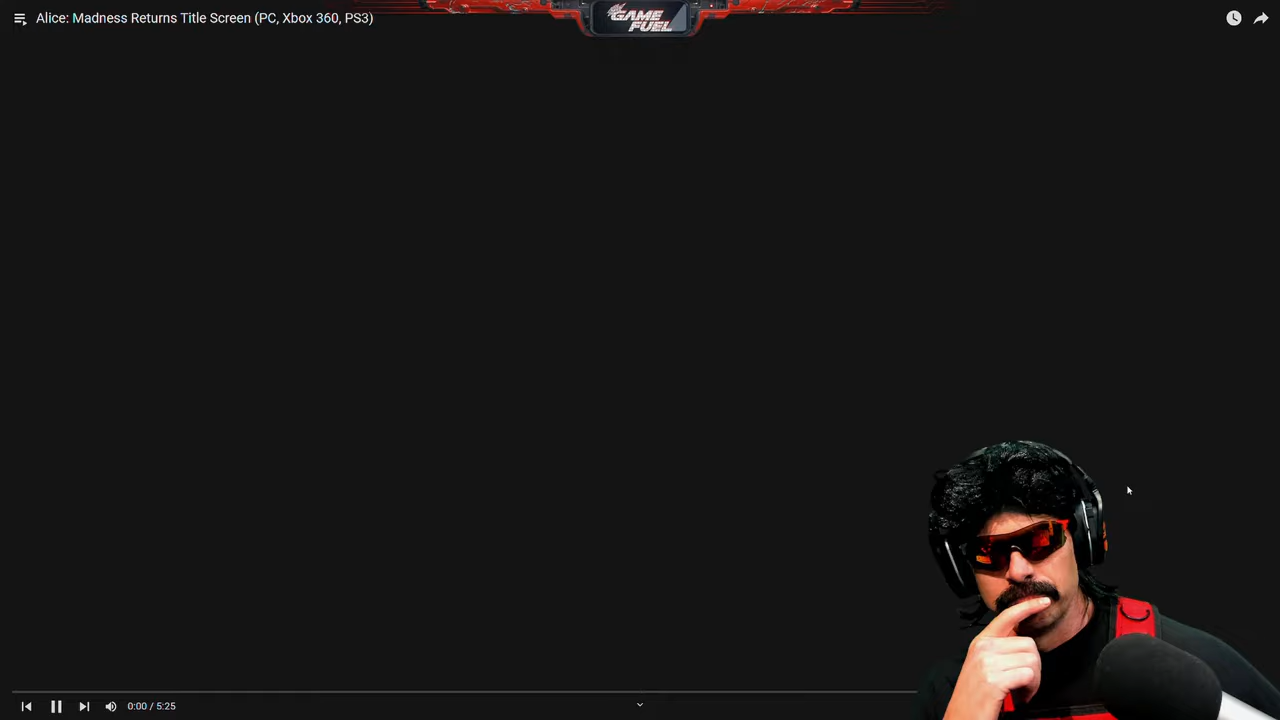 Alice: Madness Returns Title Screen (PC, Xbox 360, PS3)
GAME
FUEL
0:00 / 5:25